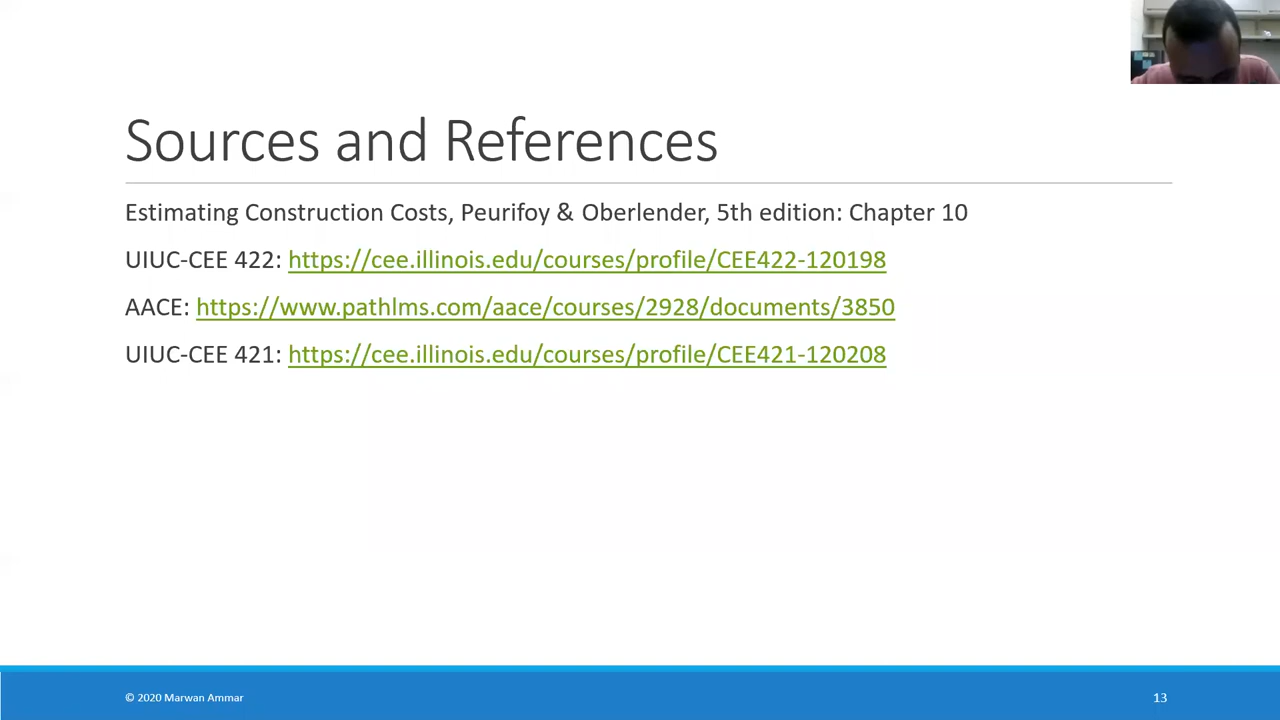 Sources and References
Estimating Construction Costs, Peurifoy & Oberlender, 5th edition: Chapter 10
UIUC-CEE 422: https://cee.illinois.edu/courses/profile/CEE422-120198
AACE: https://www.pathlms.com/aace/courses/2928/documents/3850
UIUC-CEE 421: https://cee.illinois.edu/courses/profile/CEE421-120208
© 2020 Marwan Ammar
13